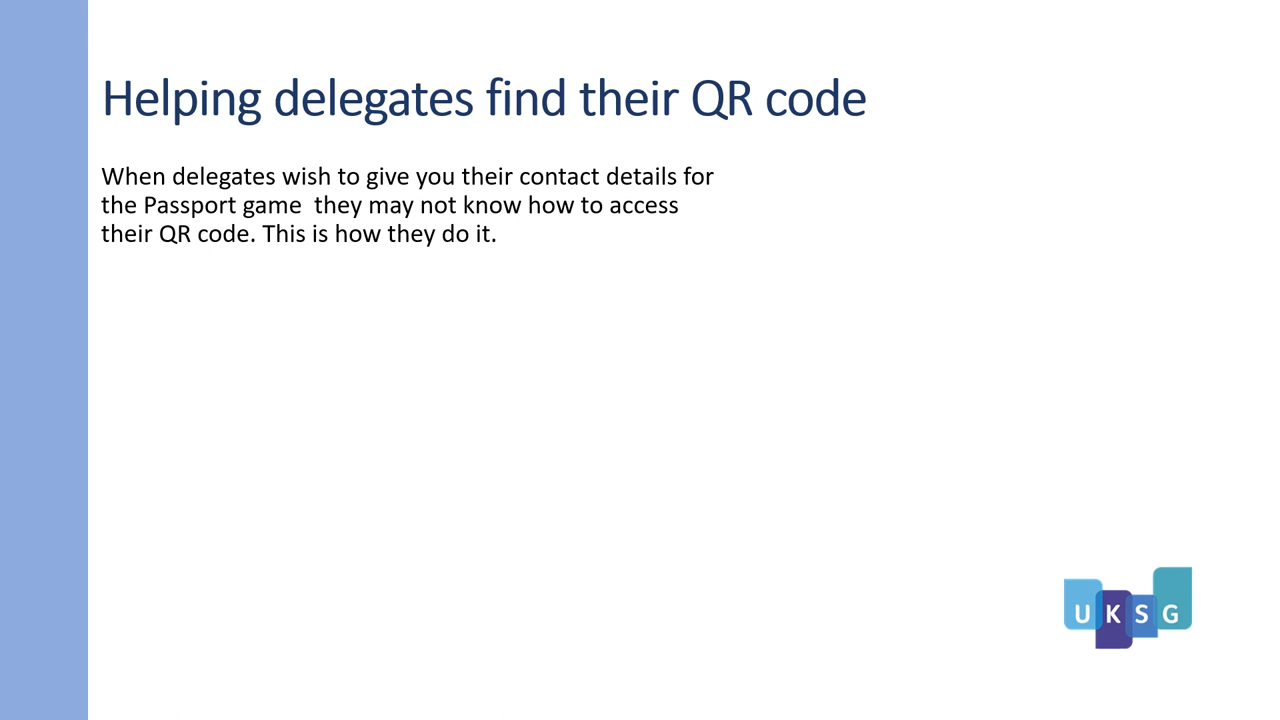 Helping delegates find their QR code
When delegates wish to give you their contact details for
the Passport game  they may not know how to access
their QR code. This is how they do it.
UKSG